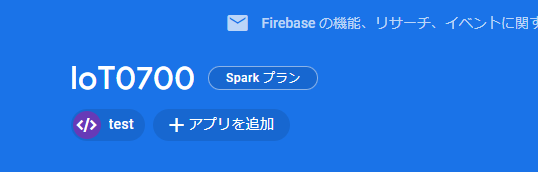 Firebase の機能、リサーチ、イベントに関す
IoT0700 Spark プラン
test + アプリを追加